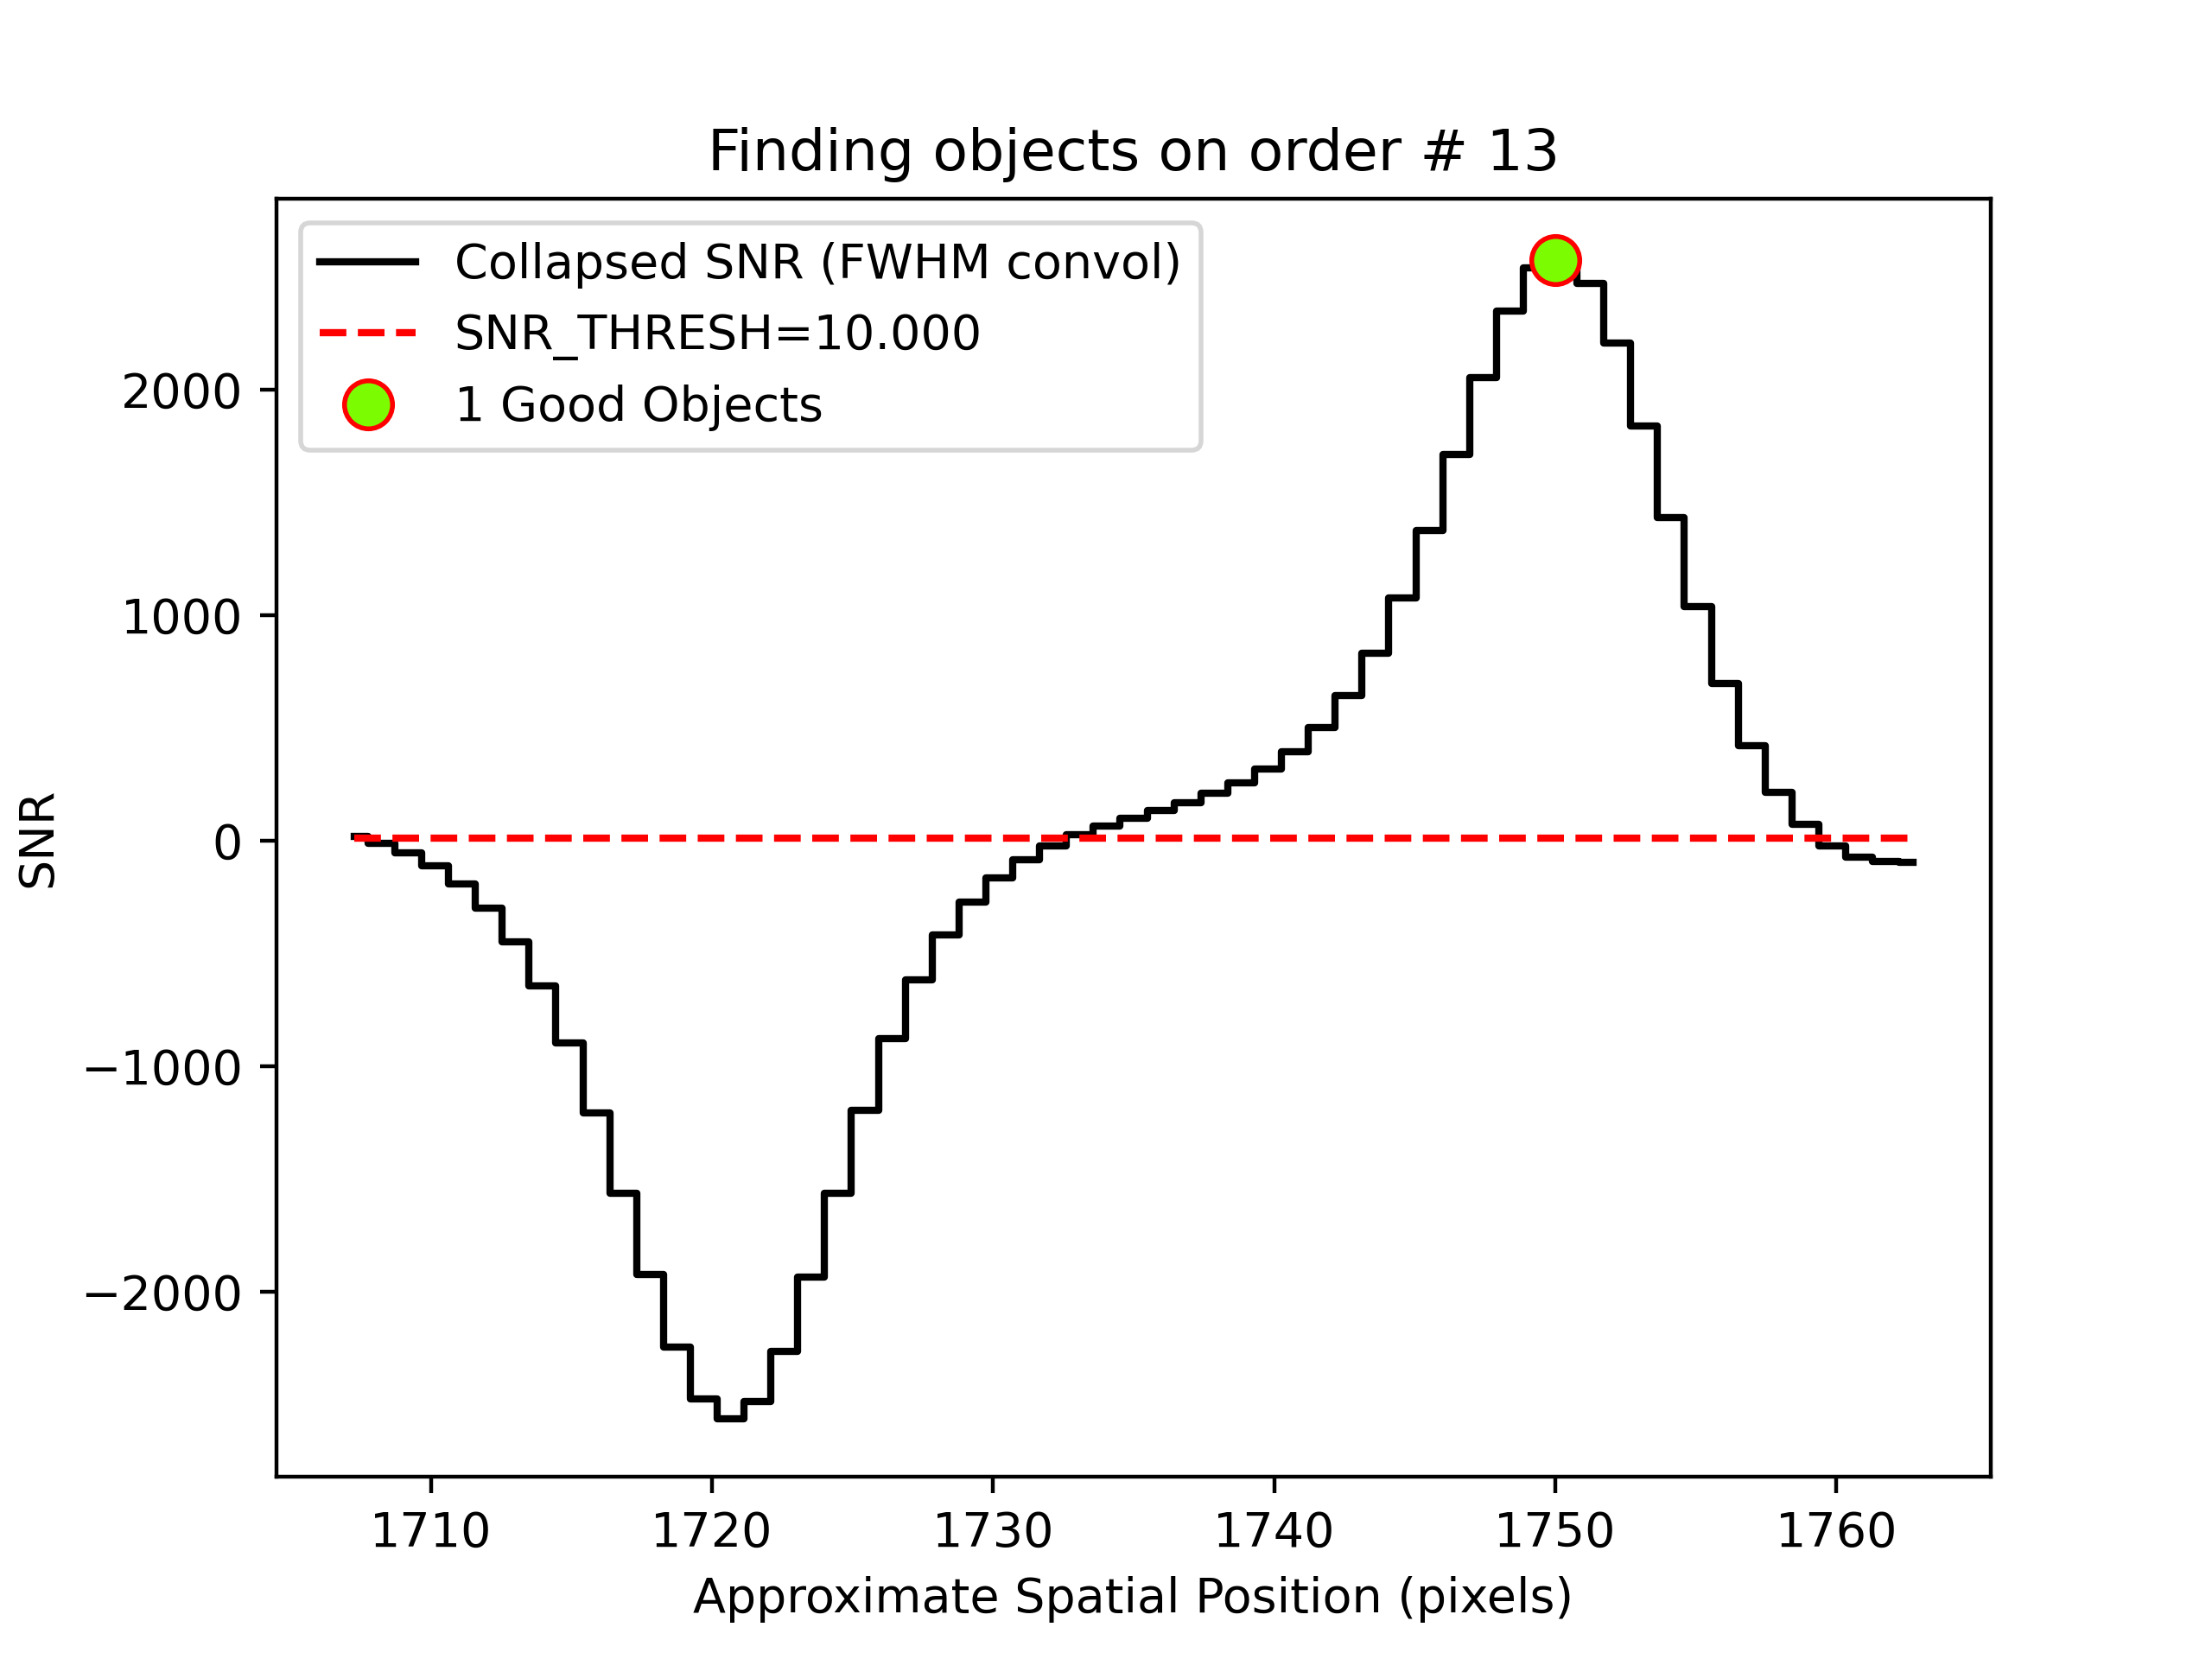 Finding objects on order # 13
Collapsed SNR (FWHM convol)
SNR_THRESH=10.000
1 Good Objects
2000
1000
0
−1000
−2000
SNR
1710 1720 1730 1740 1750 1760
Approximate Spatial Position (pixels)